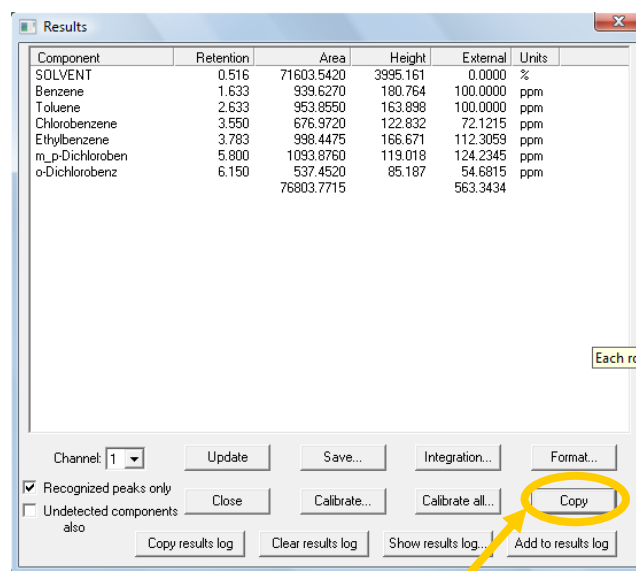 Results
Component Retention Area Height External Units
SOLVENT 0.516 71603.5420 3995.161 0.0000 %
Benzene 1.633 939.6270 180.764 100.0000 ppm
Toluene 2.633 953.8550 163.898 100.0000 ppm
Chlorobenzene 3.550 676.9720 122.832 72.1215 ppm
Ethylbenzene 3.783 998.4475 166.671 112.3059 ppm
m_p-Dichloroben 5.800 1093.8760 119.018 124.2345 ppm
o-Dichlorobenz 6.150 537.4520 85.187 54.6815 ppm
76803.7715 563.3434
Each ro
Channel: 1 Update Save... Integration... Format...
Recognized peaks only
Close Calibrate... Calibrate all... Copy
Undetected components
also
Copy results log Clear results log Show results log... Add to results log